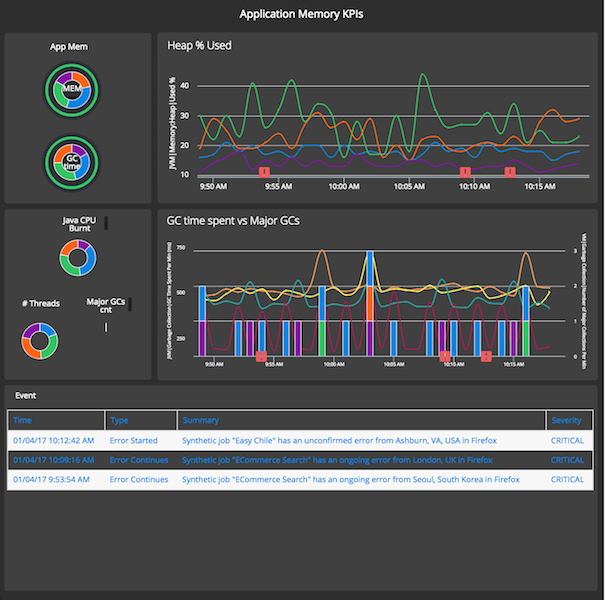 Application Memory KPIs
App Mem
MEM
GC
time
Heap % Used
JVM|Memory:Heap|Used %
40
30
20
10
9:50 AM
9:55 AM
10:00 AM
10:05 AM
10:10 AM
10:15 AM
Java CPU
Burnt
# Threads
Major GCs
cnt
GC time spent vs Major GCs
JVM|Garbage Collection|GC Time Spent Per Min (ms)
750
500
250
3
2
1
0
VM|Garbage Collection|Number of Major Collections Per Min
9:50 AM
9:55 AM
10:00 AM
10:05 AM
10:10 AM
10:15 AM
Event
Time Type Summary Severity
01/04/17 10:12:42 AM Error Started Synthetic job "Easy Chile" has an unconfirmed error from Ashburn, VA, USA in Firefox CRITICAL
01/04/17 10:09:16 AM Error Continues Synthetic job "ECommerce Search" has an ongoing error from London, UK in Firefox CRITICAL
01/04/17 9:53:54 AM Error Continues Synthetic job "ECommerce Search" has an ongoing error from Seoul, South Korea in Firefox CRITICAL